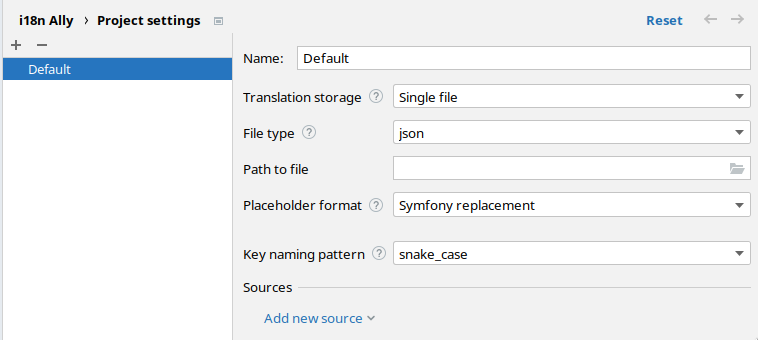 i18n Ally › Project settings Reset
Default
Name: Default
Translation storage ? Single file
File type ? json
Path to file
Placeholder format ? Symfony replacement
Key naming pattern ? snake_case
Sources
Add new source